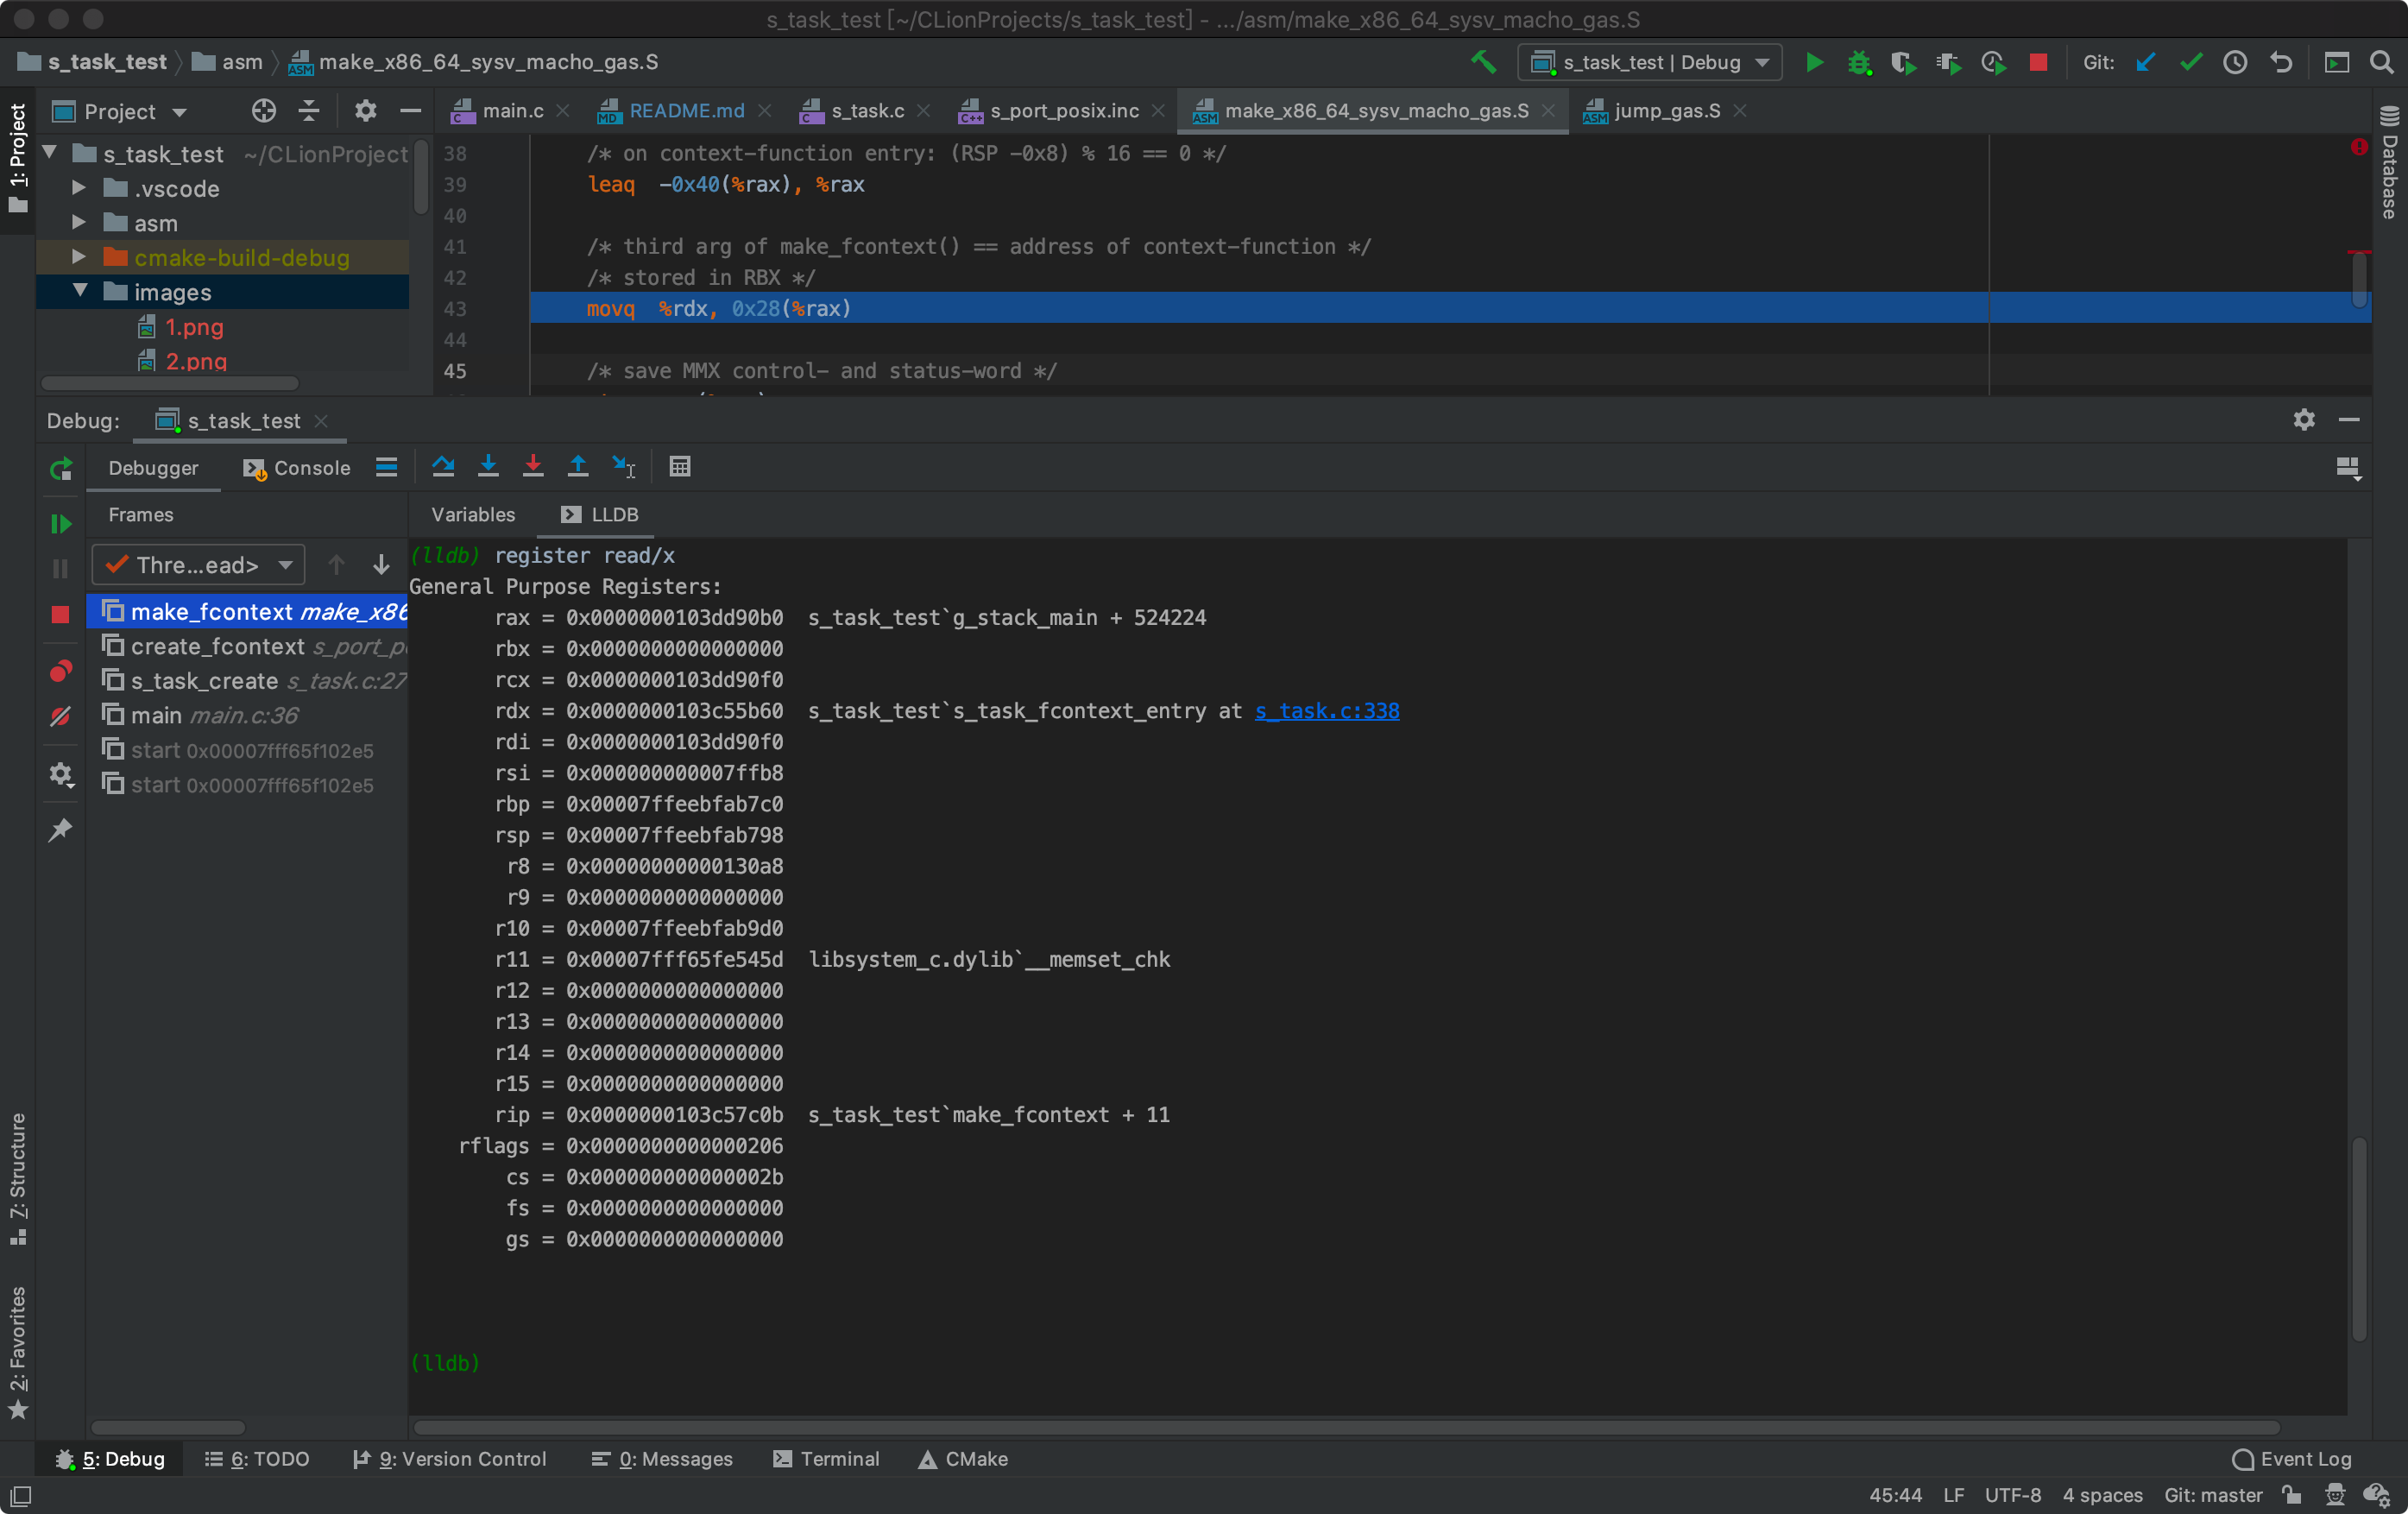 s_task_test [~/CLionProjects/s_task_test] - .../asm/make_x86_64_sysv_macho_gas.S
s_task_test asm make_x86_64_sysv_macho_gas.S s_task_test | Debug Git:
1: Project
Project
main.c README.md s_task.c s_port_posix.inc make_x86_64_sysv_macho_gas.S jump_gas.S
Database
s_task_test ~/CLionProject
.vscode
asm
cmake-build-debug
images
1.png
2.png
38 /* on context-function entry: (RSP -0x8) % 16 == 0 */
39 leaq -0x40(%rax), %rax
40
41 /* third arg of make_fcontext() == address of context-function */
42 /* stored in RBX */
43 movq %rdx, 0x28(%rax)
44
45 /* save MMX control- and status-word */
Debug: s_task_test
Debugger Console
Frames
Variables LLDB
Thre...ead>
make_fcontext make_x86
create_fcontext s_port_p
s_task_create s_task.c:27
main main.c:36
start 0x00007fff65f102e5
start 0x00007fff65f102e5
(lldb) register read/x
General Purpose Registers:
rax = 0x0000000103dd90b0 s_task_test`g_stack_main + 524224
rbx = 0x0000000000000000
rcx = 0x0000000103dd90f0
rdx = 0x0000000103c55b60 s_task_test`s_task_fcontext_entry at s_task.c:338
rdi = 0x0000000103dd90f0
rsi = 0x000000000007ffb8
rbp = 0x00007ffeebfab7c0
rsp = 0x00007ffeebfab798
r8 = 0x00000000000130a8
r9 = 0x0000000000000000
r10 = 0x00007ffeebfab9d0
r11 = 0x00007fff65fe545d libsystem_c.dylib`__memset_chk
r12 = 0x0000000000000000
r13 = 0x0000000000000000
r14 = 0x0000000000000000
r15 = 0x0000000000000000
rip = 0x0000000103c57c0b s_task_test`make_fcontext + 11
rflags = 0x0000000000000206
cs = 0x000000000000002b
fs = 0x0000000000000000
gs = 0x0000000000000000
(lldb)
7: Structure
2: Favorites
5: Debug 6: TODO 9: Version Control 0: Messages Terminal CMake Event Log
45:44 LF UTF-8 4 spaces Git: master